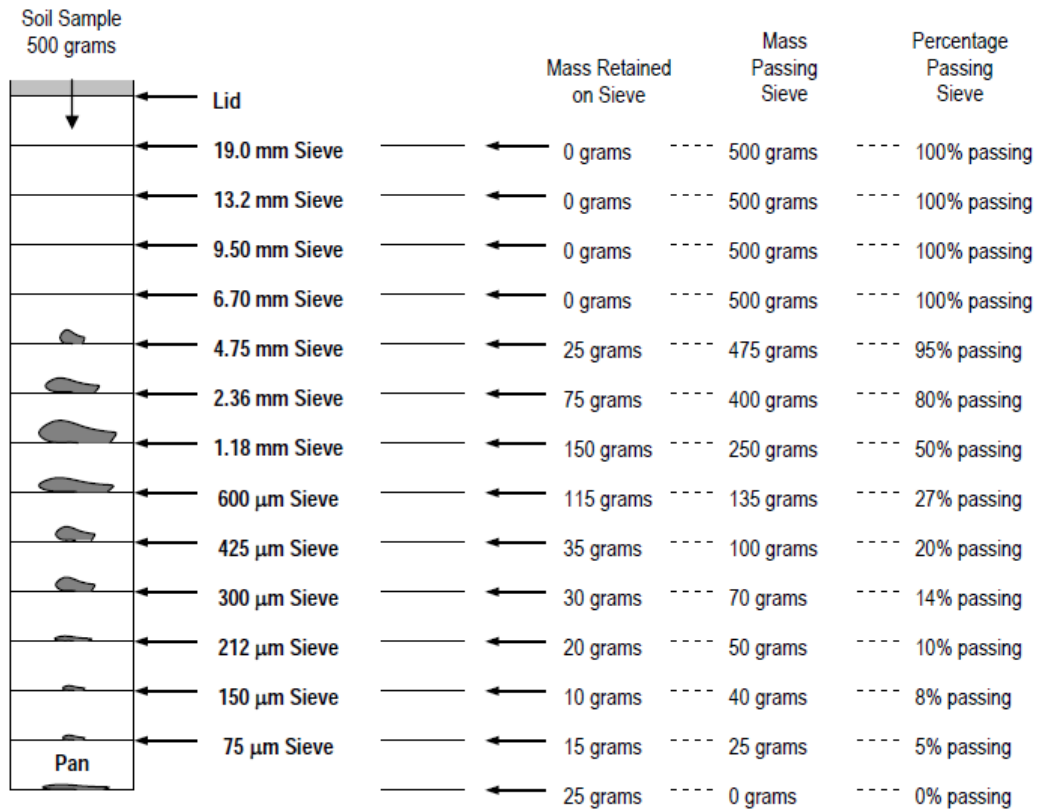 Soil Sample
500 grams
Mass Retained
on Sieve
Mass
Passing
Sieve
Percentage
Passing
Sieve
Lid
19.0 mm Sieve 0 grams 500 grams 100% passing
13.2 mm Sieve 0 grams 500 grams 100% passing
9.50 mm Sieve 0 grams 500 grams 100% passing
6.70 mm Sieve 0 grams 500 grams 100% passing
4.75 mm Sieve 25 grams 475 grams 95% passing
2.36 mm Sieve 75 grams 400 grams 80% passing
1.18 mm Sieve 150 grams 250 grams 50% passing
600 µm Sieve 115 grams 135 grams 27% passing
425 µm Sieve 35 grams 100 grams 20% passing
300 µm Sieve 30 grams 70 grams 14% passing
212 µm Sieve 20 grams 50 grams 10% passing
150 µm Sieve 10 grams 40 grams 8% passing
75 µm Sieve 15 grams 25 grams 5% passing
Pan
25 grams 0 grams 0% passing